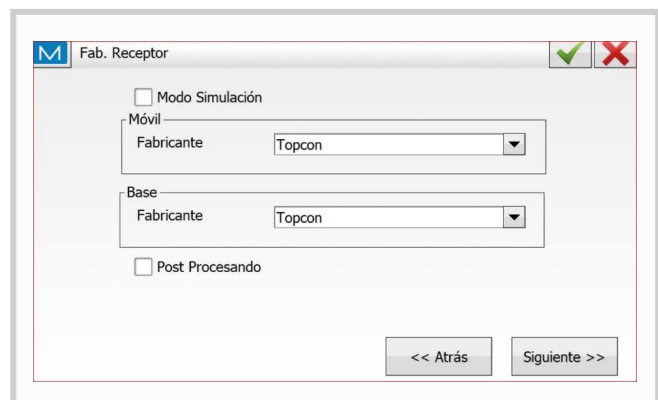 M Fab. Receptor
Modo Simulación
Móvil
Fabricante Topcon
Base
Fabricante Topcon
Post Procesando
<< Atrás Siguiente >>